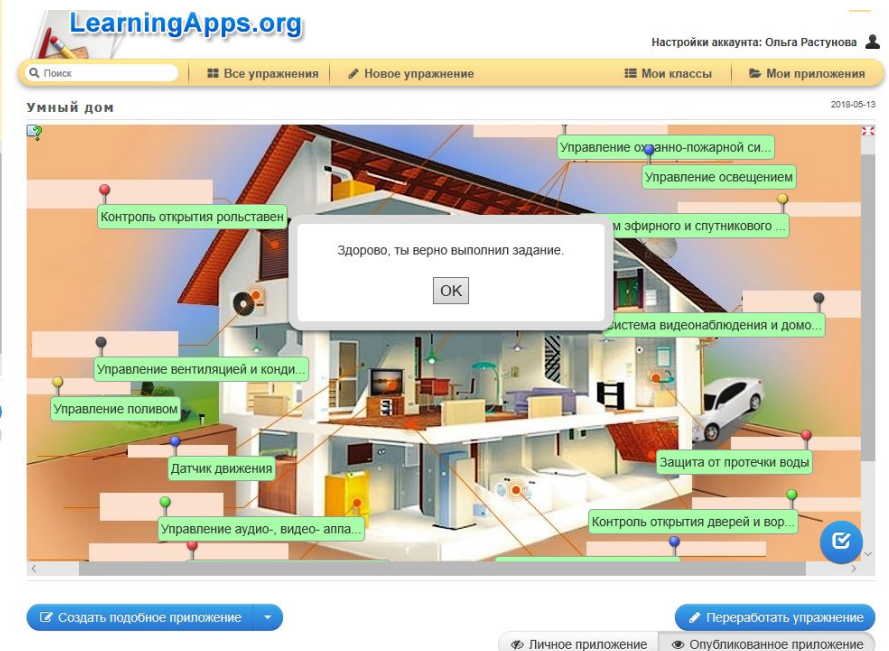 LearningApps.org
Настройки аккаунта: Ольга Растунова
Поиск
Все упражнения
Новое упражнение
Мои классы
Мои приложения
Умный дом
2018-05-13
Управление охранно-пожарной си...
Управление освещением
Контроль открытия рольставен
м эфирного и спутникового ...
Здорово, ты верно выполнил задание.
OK
система видеонаблюдения и домо...
Управление вентиляцией и конди...
Управление поливом
Датчик движения
Защита от протечки воды
Управление аудио-, видео- аппа...
Контроль открытия дверей и вор...
Создать подобное приложение
Переработать упражнение
Личное приложение
Опубликованное приложение